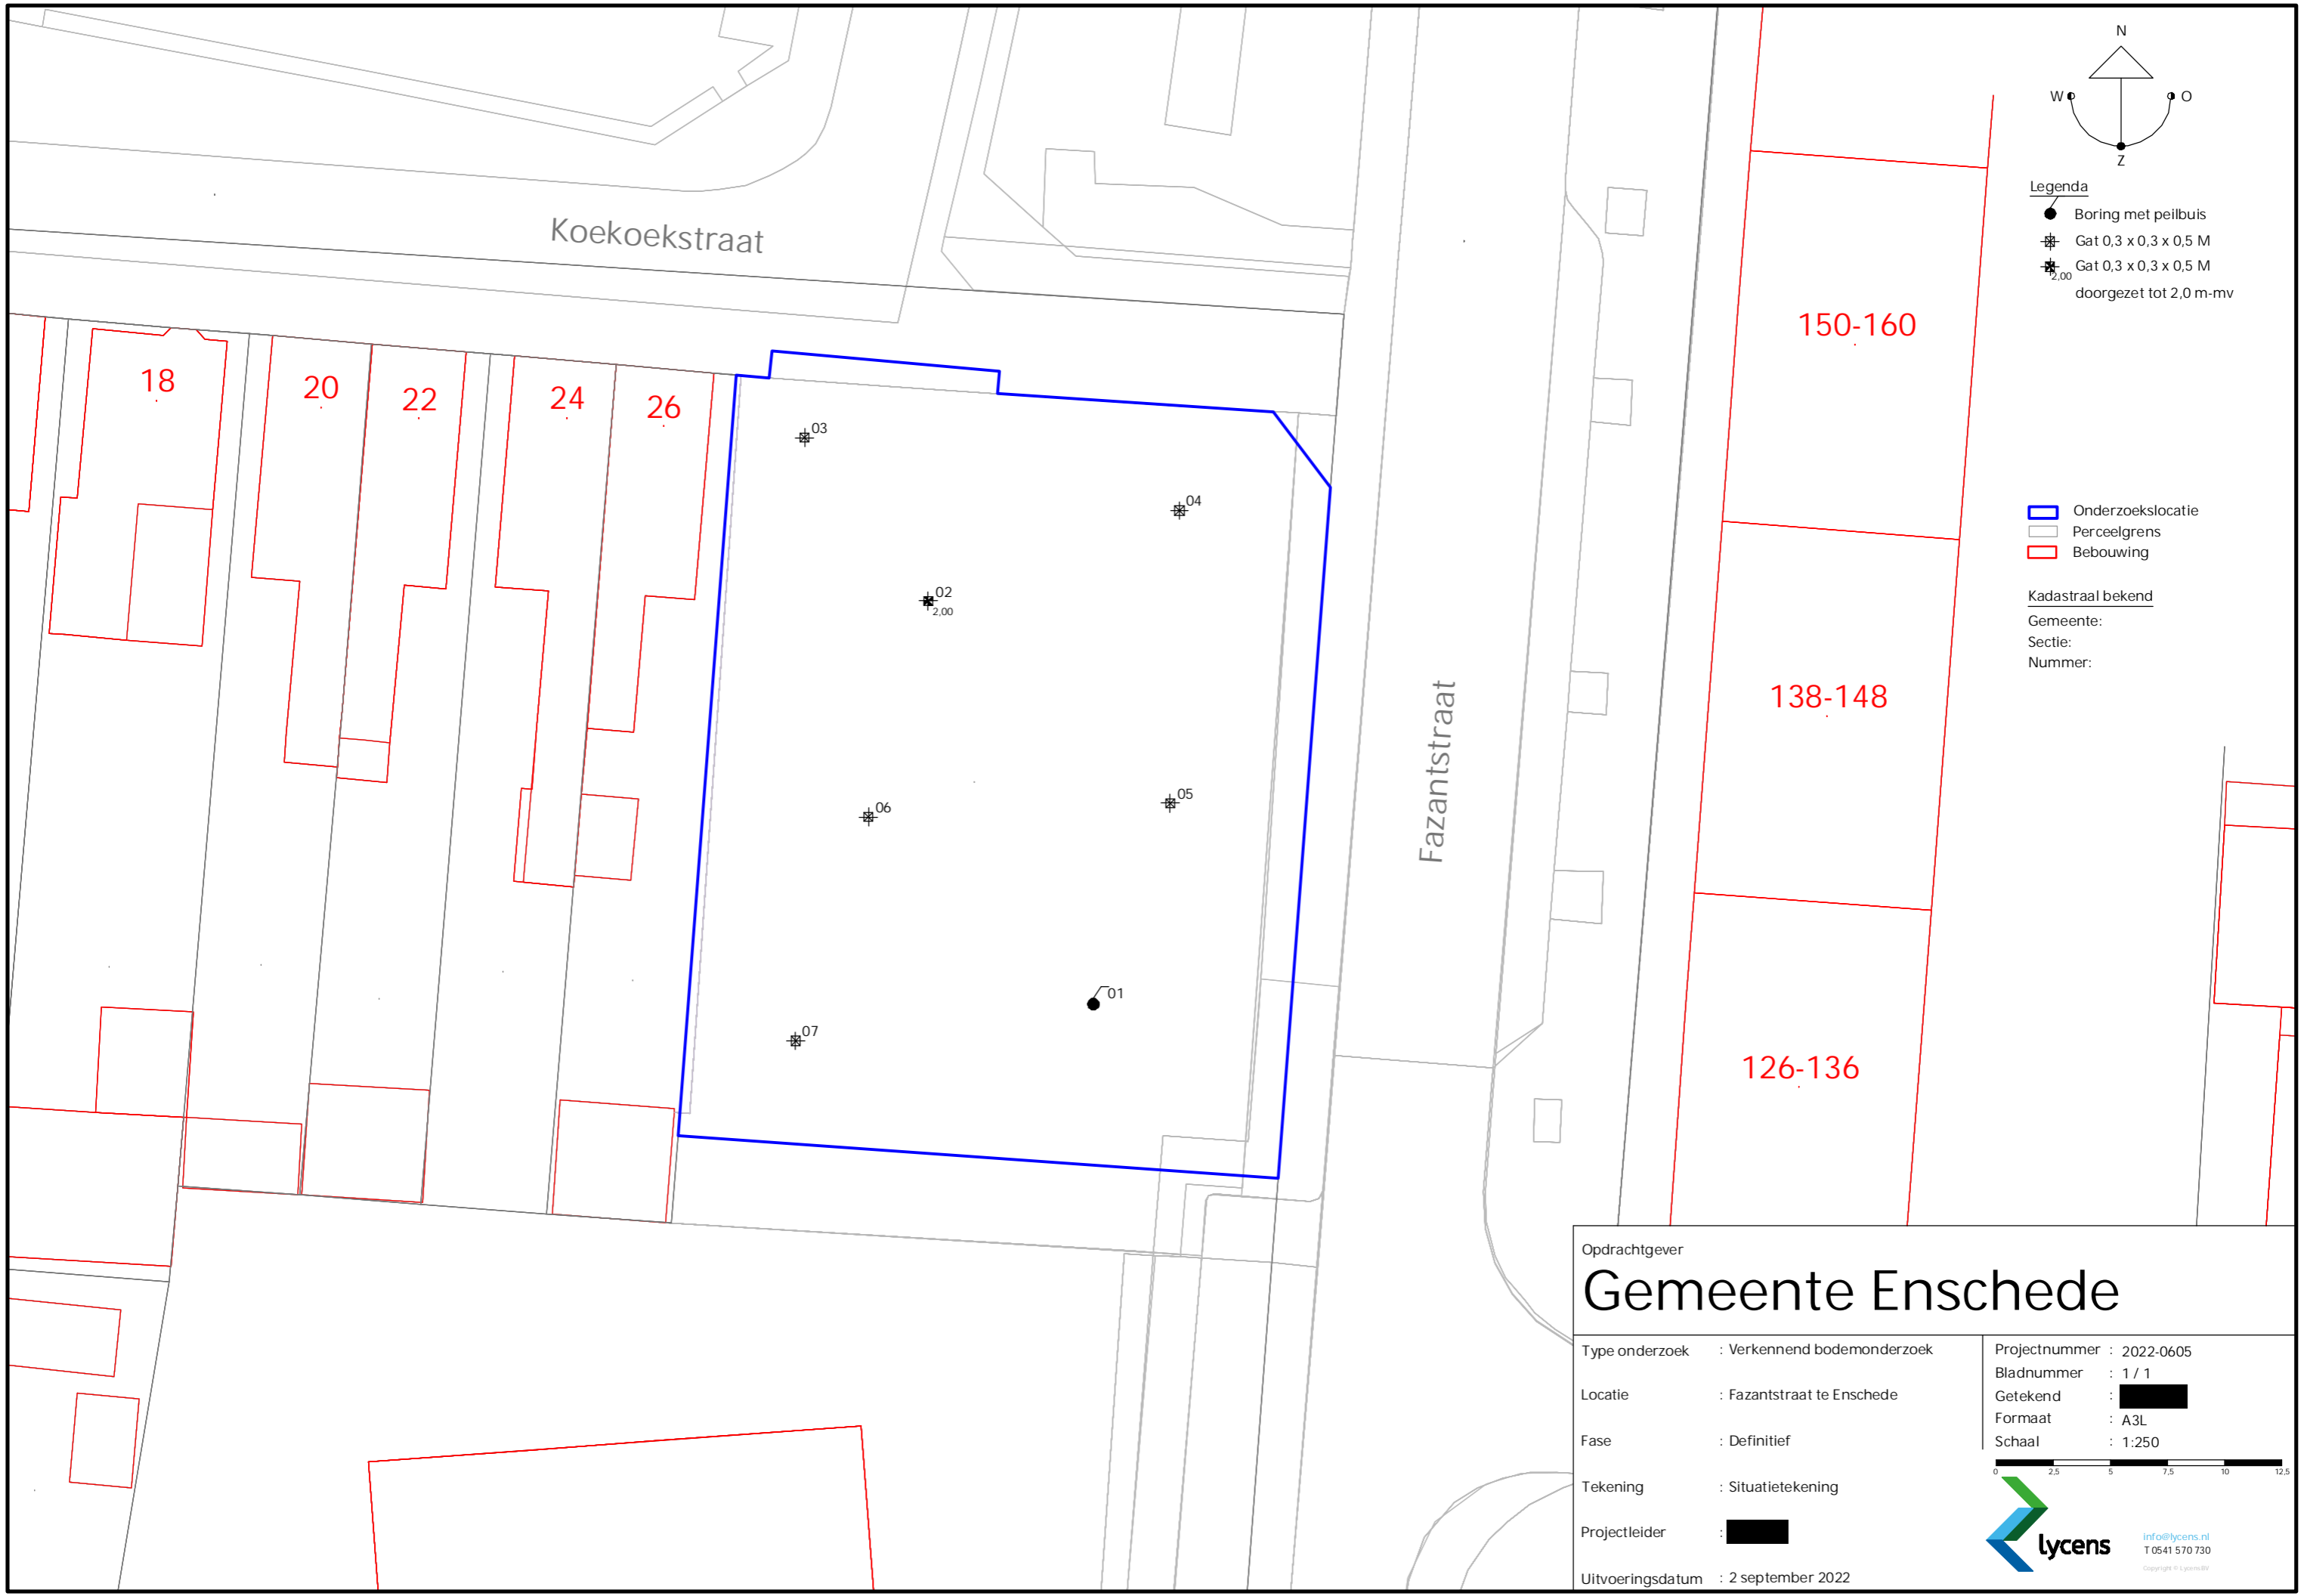 N
W O
Z
Legenda
Boring met peilbuis
Gat 0,3 x 0,3 x 0,5 M
2,00 Gat 0,3 x 0,3 x 0,5 M
doorgezet tot 2,0 m-mv
Onderzoekslocatie
Perceelgrens
Bebouwing
Kadastraal bekend
Gemeente:
Sectie:
Nummer:
Koekoekstraat
Fazantstraat
18
20
22
24
26
150-160
138-148
126-136
03
04
02
2,00
06
05
01
07
Opdrachtgever
Gemeente Enschede
Type onderzoek : Verkennend bodemonderzoek
Locatie : Fazantstraat te Enschede
Fase : Definitief
Tekening : Situatietekening
Projectleider :
Uitvoeringsdatum : 2 september 2022
Projectnummer : 2022-0605
Bladnummer : 1 / 1
Getekend :
Formaat : A3L
Schaal : 1:250
0 2,5 5 7,5 10 12,5
lycens
info@lycens.nl
T 0541 570 730
Copyright © Lycens BV